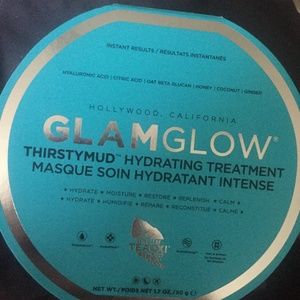 INSTANT RESULTS / RÉSULTATS INSTANTANÉS
HYALURONIC ACID | CITRIC ACID | OAT BETA GLUCAN | HONEY | COCONUT | GINGER
HOLLYWOOD, CALIFORNIA
GLAMGLOW®
THIRSTYMUD™ HYDRATING TREATMENT
MASQUE SOIN HYDRATANT INTENSE
HYDRATE • MOISTURE • RESTORE • REPLENISH • CALM
HYDRATE • HUMIDIFIE • RÉPARE • RECONSTITUE • CALME
TEAOXI
NET WT./POIDS NET 1.7 OZ. / 50 g